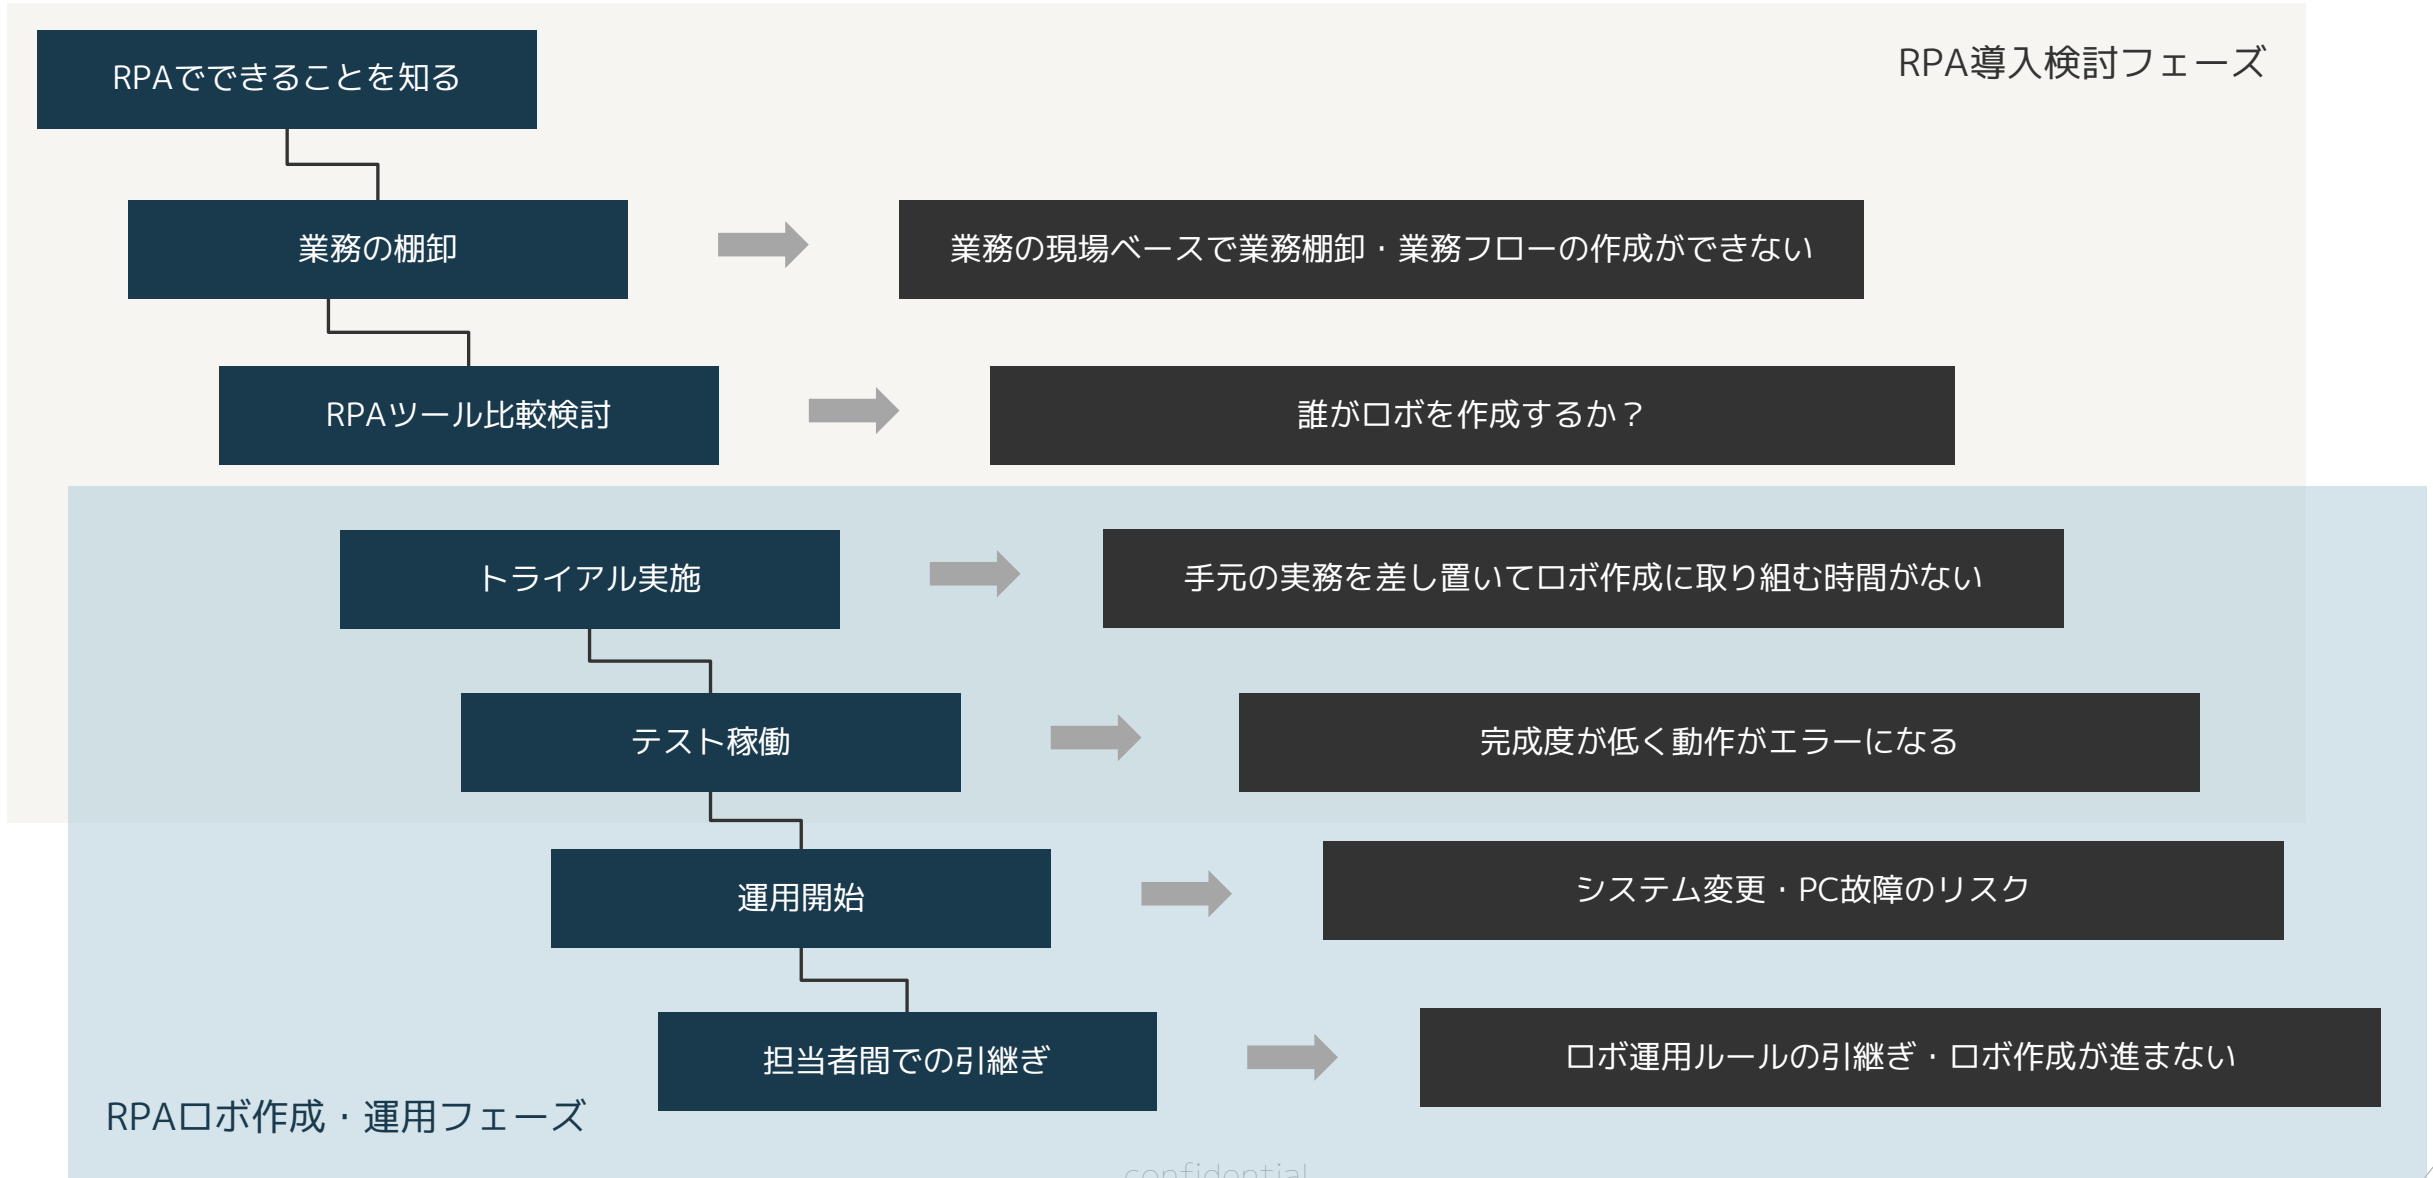 RPAでできることを知る
RPA導入検討フェーズ
業務の棚卸
業務の現場ベースで業務棚卸・業務フローの作成ができない
RPAツール比較検討
誰がロボを作成するか？
トライアル実施
手元の実務を差し置いてロボ作成に取り組む時間がない
テスト稼働
完成度が低く動作がエラーになる
運用開始
システム変更・PC故障のリスク
担当者間での引継ぎ
ロボ運用ルールの引継ぎ・ロボ作成が進まない
RPAロボ作成・運用フェーズ
confidential